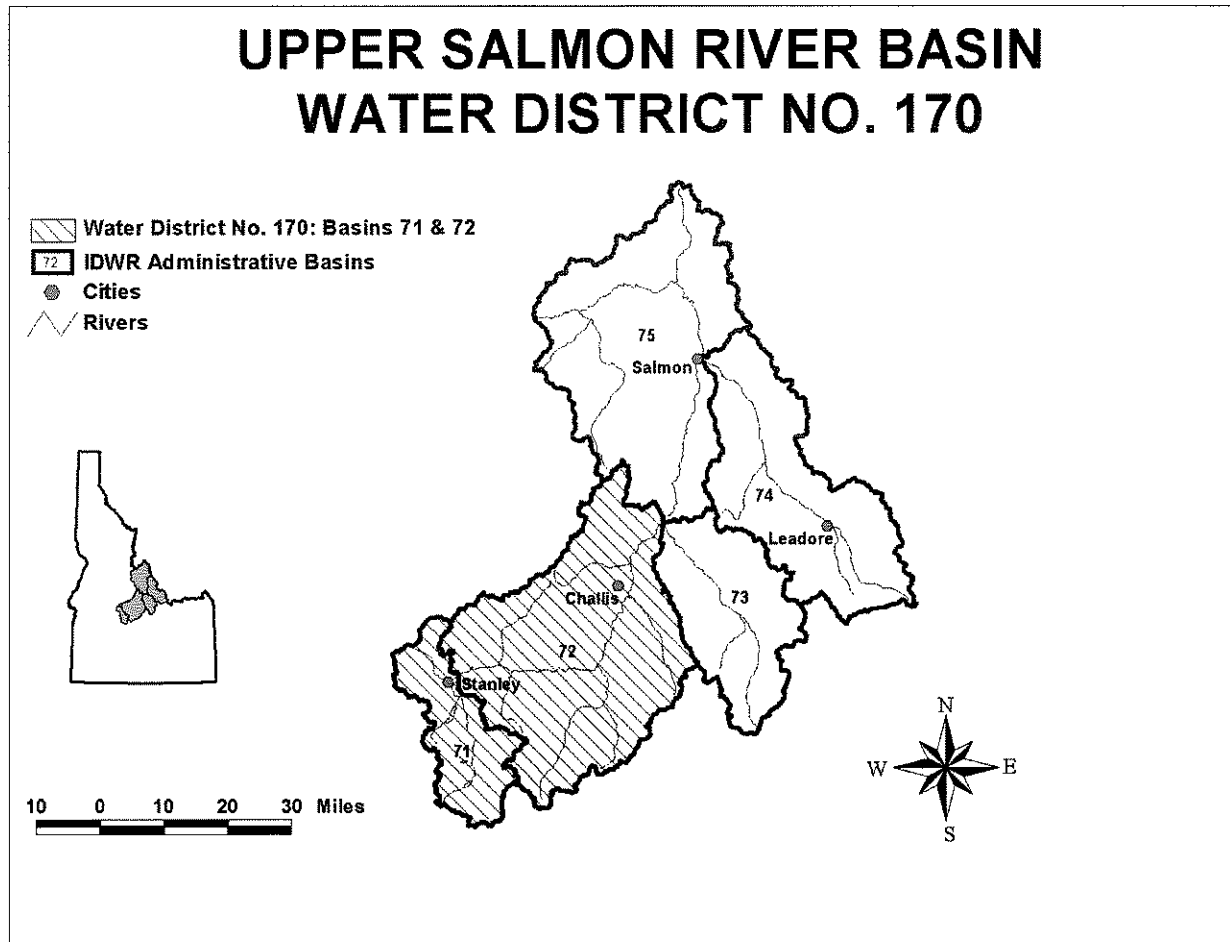 UPPER SALMON RIVER BASIN
WATER DISTRICT NO. 170
Water District No. 170: Basins 71 & 72
72 IDWR Administrative Basins
Cities
Rivers
75
Salmon
74
Leadore
73
Challis
72
Stanley
71
N
W E
S
10 0 10 20 30 Miles